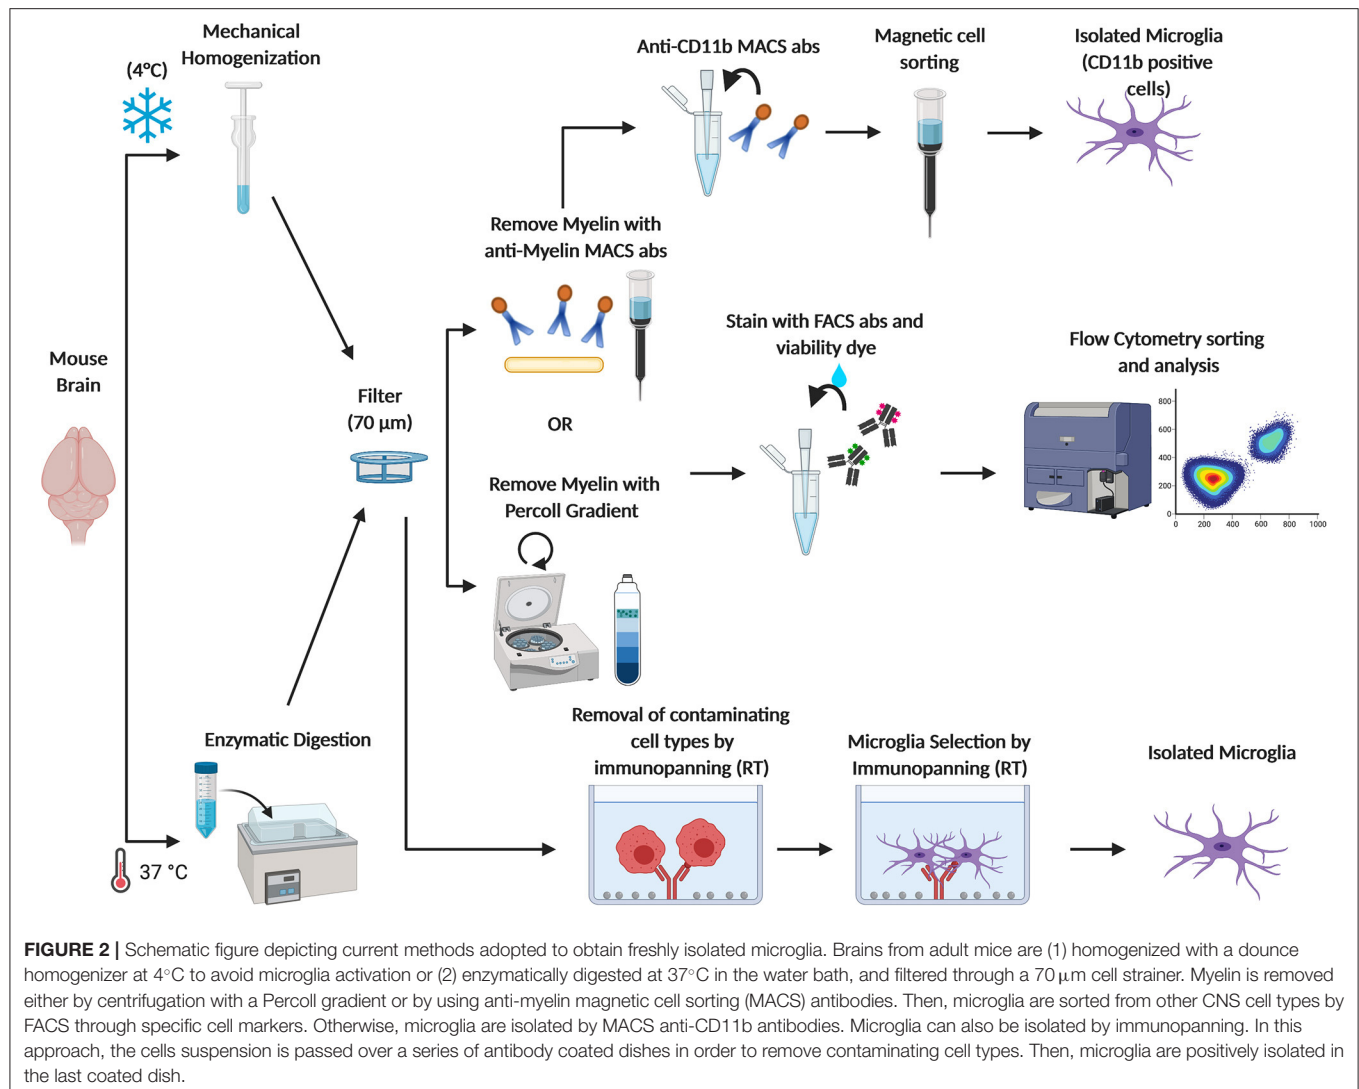 Mechanical
Homogenization
(4°C)
Anti-CD11b MACS abs
Magnetic cell
sorting
Isolated Microglia
(CD11b positive
cells)
Remove Myelin with
anti-Myelin MACS abs
Mouse
Brain
Filter
(70 µm)
OR
Remove Myelin with
Percoll Gradient
Stain with FACS abs and
viability dye
Flow Cytometry sorting
and analysis
800
600
400
200
0
0 200 400 600 800 1000
Enzymatic Digestion
37 °C
Removal of contaminating
cell types by
immunopanning (RT)
Microglia Selection by
Immunopanning (RT)
Isolated Microglia
FIGURE 2 | Schematic figure depicting current methods adopted to obtain freshly isolated microglia. Brains from adult mice are (1) homogenized with a dounce
homogenizer at 4°C to avoid microglia activation or (2) enzymatically digested at 37°C in the water bath, and filtered through a 70 µm cell strainer. Myelin is removed
either by centrifugation with a Percoll gradient or by using anti-myelin magnetic cell sorting (MACS) antibodies. Then, microglia are sorted from other CNS cell types by
FACS through specific cell markers. Otherwise, microglia are isolated by MACS anti-CD11b antibodies. Microglia can also be isolated by immunopanning. In this
approach, the cells suspension is passed over a series of antibody coated dishes in order to remove contaminating cell types. Then, microglia are positively isolated in
the last coated dish.